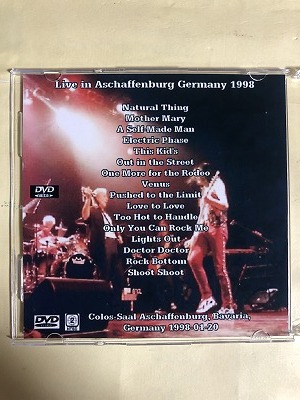 Live in Aschaffenburg Germany 1998
Natural Thing
Mother Mary
A Self Made Man
Electric Phase
This Kid's
Out in the Street
One More for the Rodeo
Venus
Pushed to the Limit
Love to Love
Too Hot to Handle
Only You Can Rock Me
Lights Out
Doctor Doctor
Rock Bottom
Shoot Shoot
DVD
DVD
Colos-Saal Aschaffenburg, Bavaria,
Germany 1998-01-20